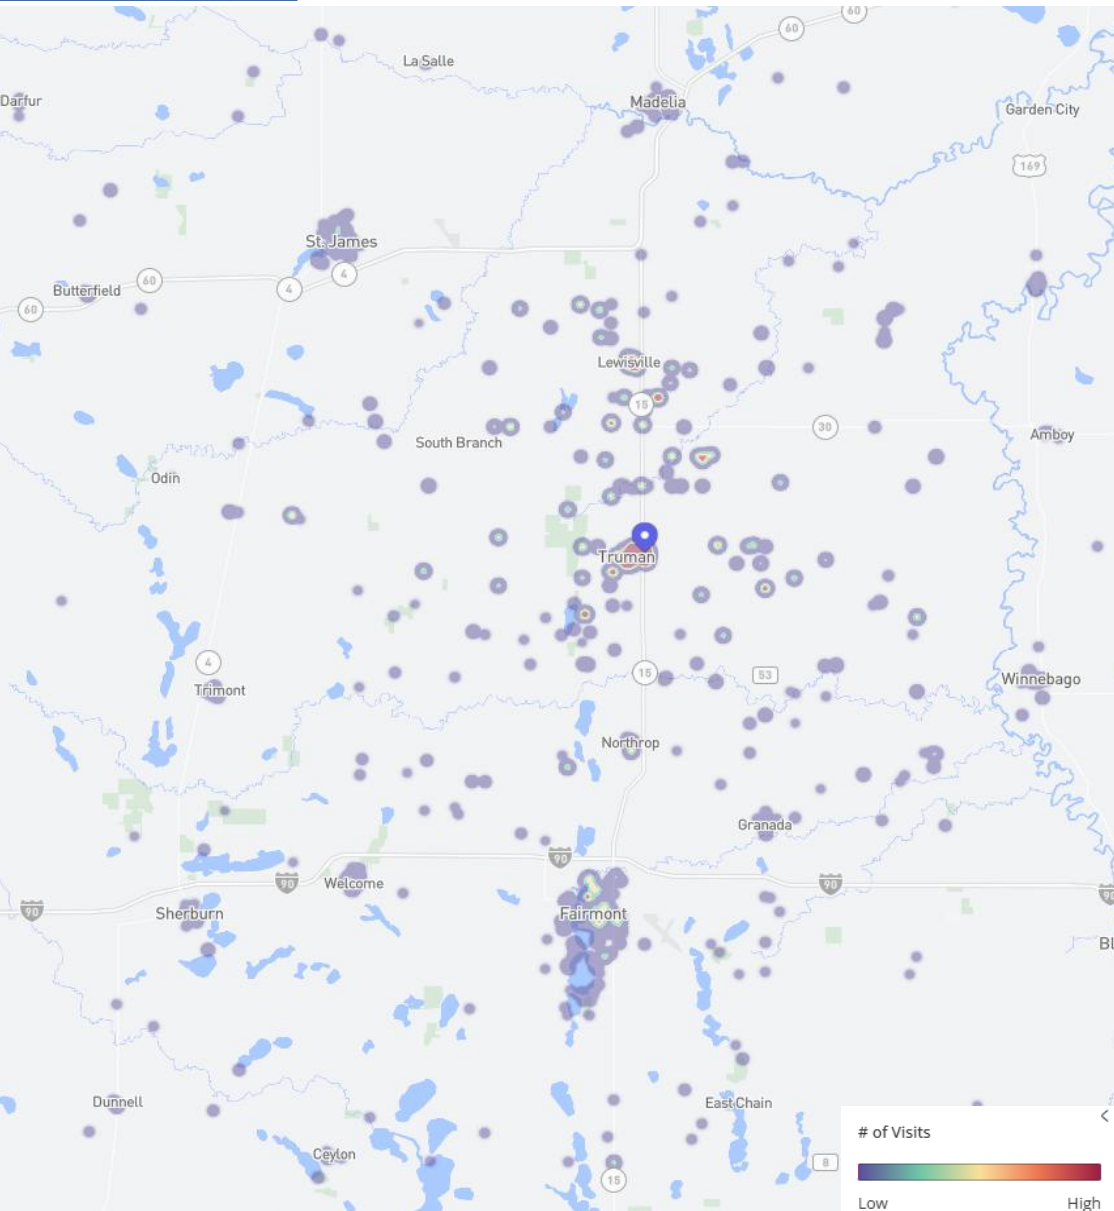 60
60
La Salle
Darfur
Madelia
Garden City
169
St. James
4
60
4
Butterfield
60
Lewisville
15
30
South Branch
Amboy
Odin
Truman
4
15
53
Winnebago
Trimont
Northrop
Granada
90
Welcome
90
90
90
90
Sherburn
Fairmont
Bl
Dunnell
East Chain
# of Visits
Ceylon
8
15
Low
High